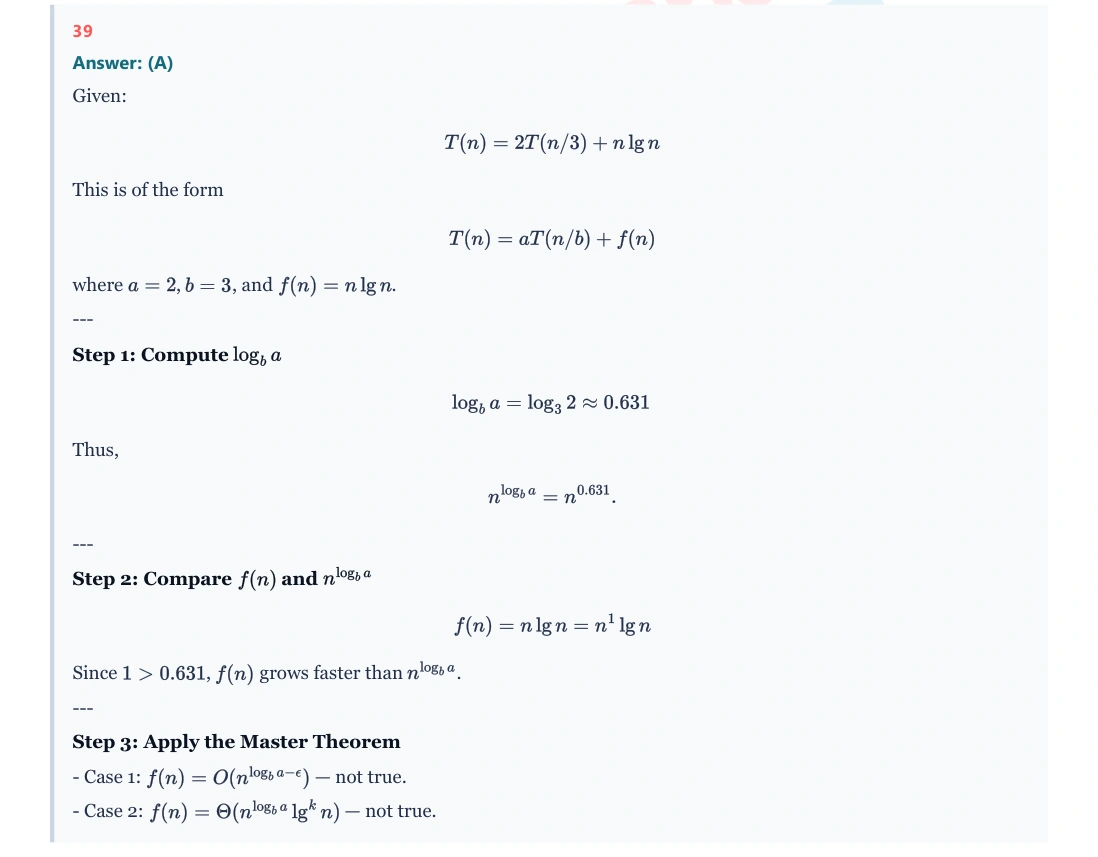 39
Answer: (A)
Given:
T(n) = 2T(n/3) + n lg n
This is of the form
T(n) = aT(n/b) + f(n)
where a = 2, b = 3, and f(n) = n lg n.
---
Step 1: Compute log_b a
log_b a = log_3 2 ≈ 0.631
Thus,
n^{log_b a} = n^{0.631}.
---
Step 2: Compare f(n) and n^{log_b a}
f(n) = n lg n = n^1 lg n
Since 1 > 0.631, f(n) grows faster than n^{log_b a}.
---
Step 3: Apply the Master Theorem
- Case 1: f(n) = O(n^{log_b a−ϵ}) — not true.
- Case 2: f(n) = Θ(n^{log_b a} lg^k n) — not true.